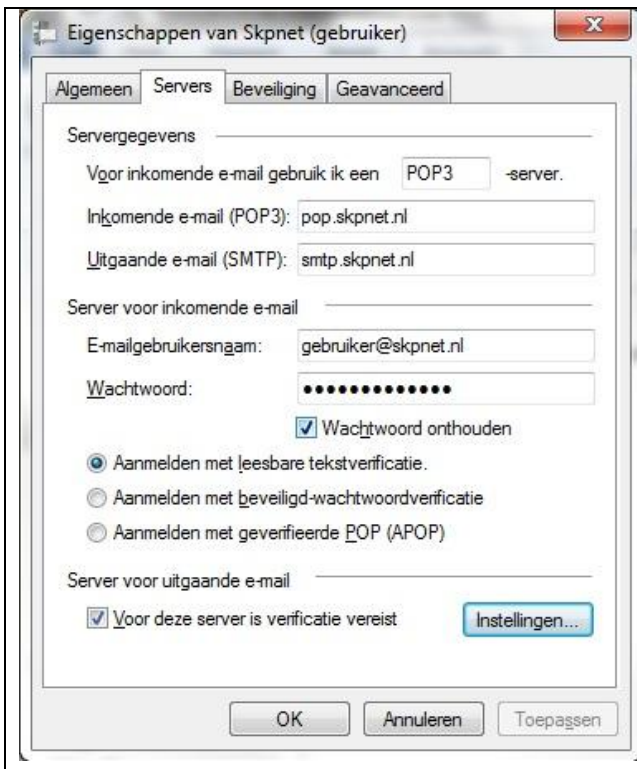 Eigenschappen van Skpnet (gebruiker)
Algemeen Servers Beveiliging Geavanceerd
Servergegevens
Voor inkomende e-mail gebruik ik een POP3 -server.
Inkomende e-mail (POP3): pop.skpnet.nl
Uitgaande e-mail (SMTP): smtp.skpnet.nl
Server voor inkomende e-mail
E-mailgebruikersnaam: gebruiker@skpnet.nl
Wachtwoord: ●●●●●●●●●●●●●
Wachtwoord onthouden
Aanmelden met leesbare tekstverificatie.
Aanmelden met beveiligd-wachtwoordverificatie
Aanmelden met geverifieerde POP (APOP)
Server voor uitgaande e-mail
Voor deze server is verificatie vereist Instellingen...
OK Annuleren Toepassen